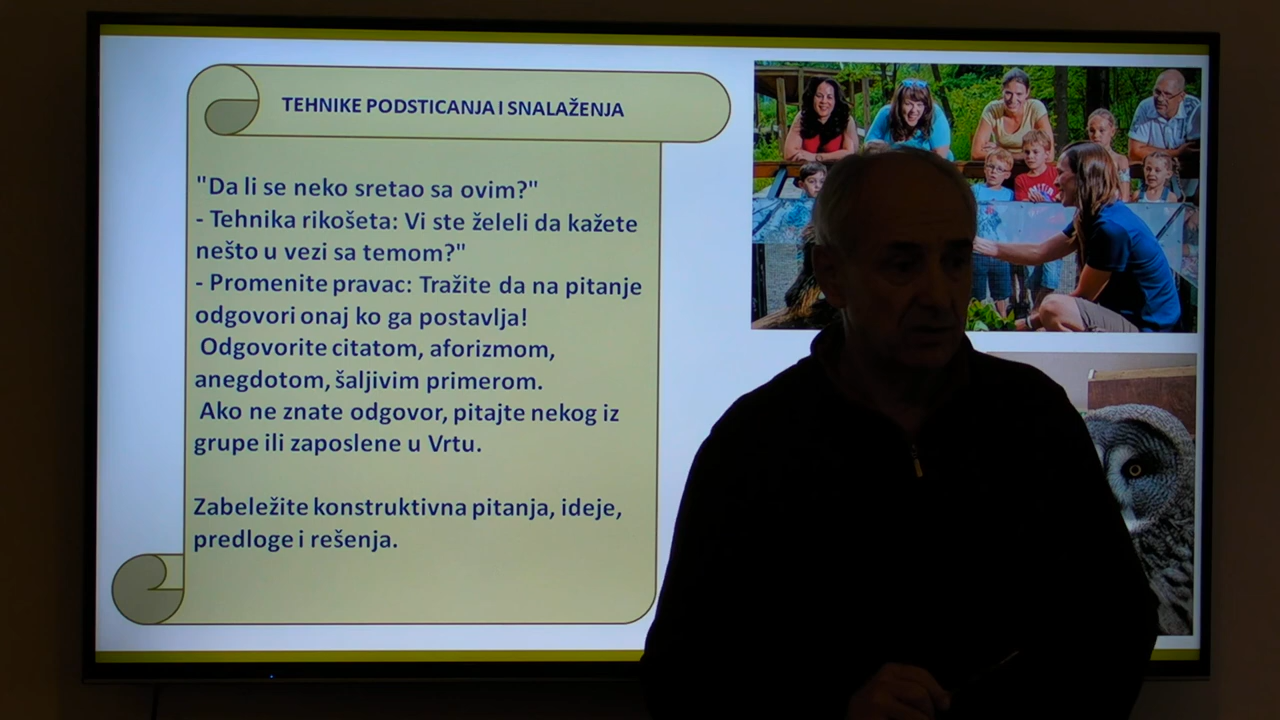 TEHNIKE PODSTICANJA I SNALAŽENJA
"Da li se neko sretao sa ovim?"
- Tehnika rikošeta: Vi ste želeli da kažete
nešto u vezi sa temom?"
- Promenite pravac: Tražite da na pitanje
odgovori onaj ko ga postavlja!
Odgovorite citatom, aforizmom,
anegdotom, šaljivim primerom.
Ako ne znate odgovor, pitajte nekog iz
grupe ili zaposlene u Vrtu.
Zabeležite konstruktivna pitanja, ideje,
predloge i rešenja.